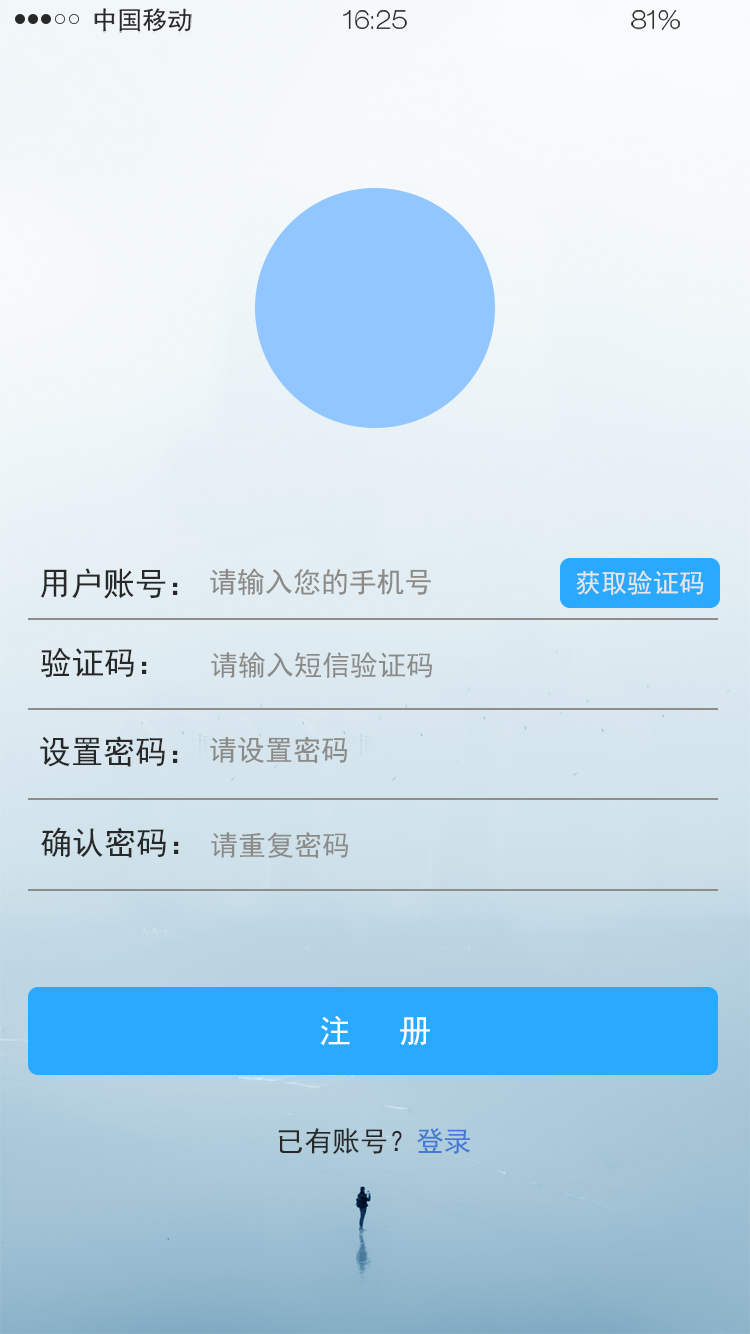 中国移动 16:25 81%
用户账号： 请输入您的手机号 获取验证码
验证码： 请输入短信验证码
设置密码： 请设置密码
确认密码： 请重复密码
注 册
已有账号？登录